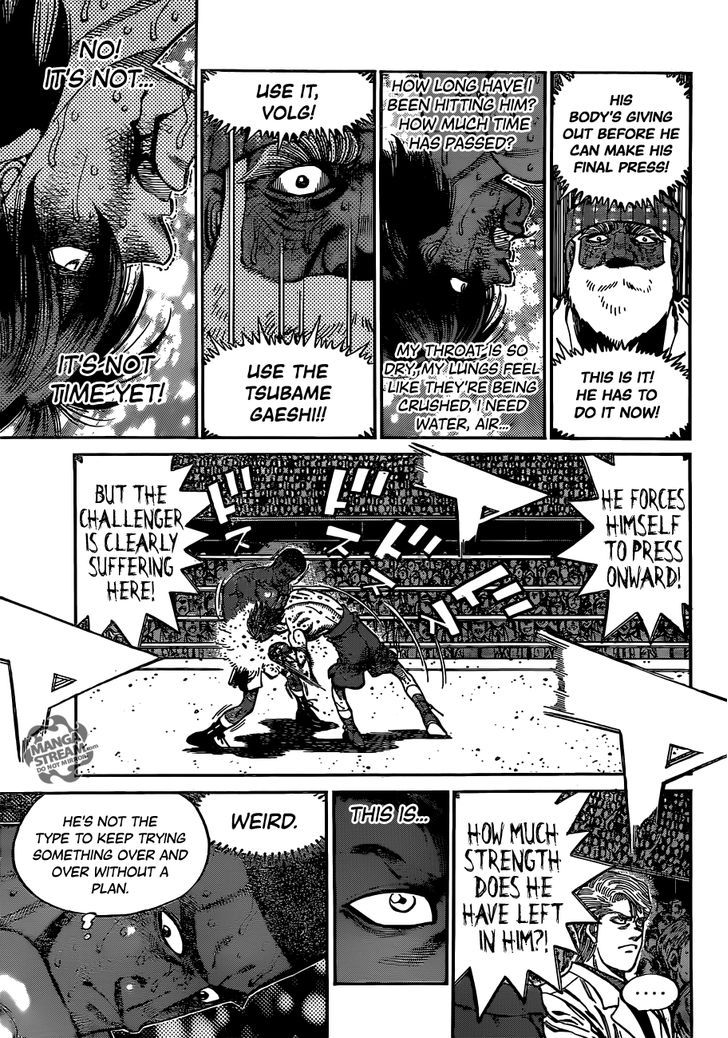 HIS
BODY'S GIVING
OUT BEFORE HE
CAN MAKE HIS
FINAL PRESS!
THIS IS IT!
HE HAS TO
DO IT NOW!
HOW LONG HAVE I
BEEN HITTING HIM?
HOW MUCH TIME
HAS PASSED?
MY THROAT IS SO
DRY, MY LUNGS FEEL
LIKE THEY'RE BEING
CRUSHED, I NEED
WATER, AIR...
USE IT,
VOLG!
USE THE
TSUBAME
GAESHI!!
NO!
IT'S NOT...
IT'S NOT
TIME YET!
HE FORCES
HIMSELF
TO PRESS
ONWARD!
ドドドド
BUT THE
CHALLENGER
IS CLEARLY
SUFFERING
HERE!
MANGA
STREAM.com
DO NOT MIRROR
HOW MUCH
STRENGTH
DOES HE
HAVE LEFT
IN HIM?!
....
THIS IS...
WEIRD.
HE'S NOT THE
TYPE TO KEEP TRYING
SOMETHING OVER AND
OVER WITHOUT A
PLAN.